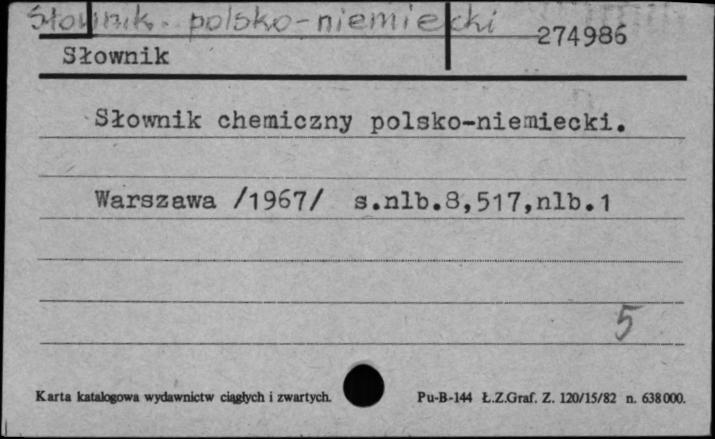 Słownik polsko-niemiecki
274986
Słownik
Słownik chemiczny polsko-niemiecki.
Warszawa /1967/ s.nlb.8,517,nlb.1
5
Karta katalogowa wydawnictw ciągłych i zwartych. Pu-B-144 Ł.Z.Graf. Z. 120/15/82 n. 638000.